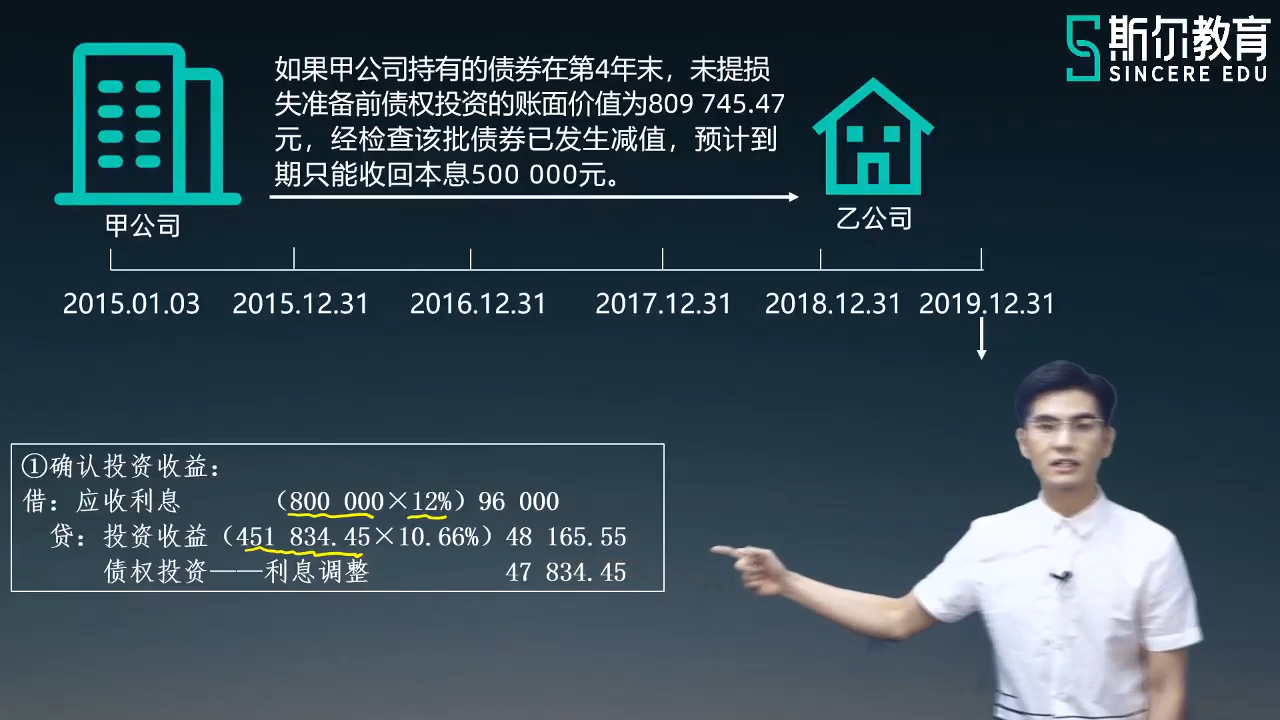 斯尔教育
SINCERE EDU
如果甲公司持有的债券在第4年末，未提损
失准备前债权投资的账面价值为809 745.47
元，经检查该批债券已发生减值，预计到
期只能收回本息500 000元。
甲公司
乙公司
2015.01.03 2015.12.31 2016.12.31 2017.12.31 2018.12.31 2019.12.31
①确认投资收益：
借：应收利息 （800 000×12%）96 000
贷：投资收益（451 834.45×10.66%）48 165.55
债权投资——利息调整 47 834.45